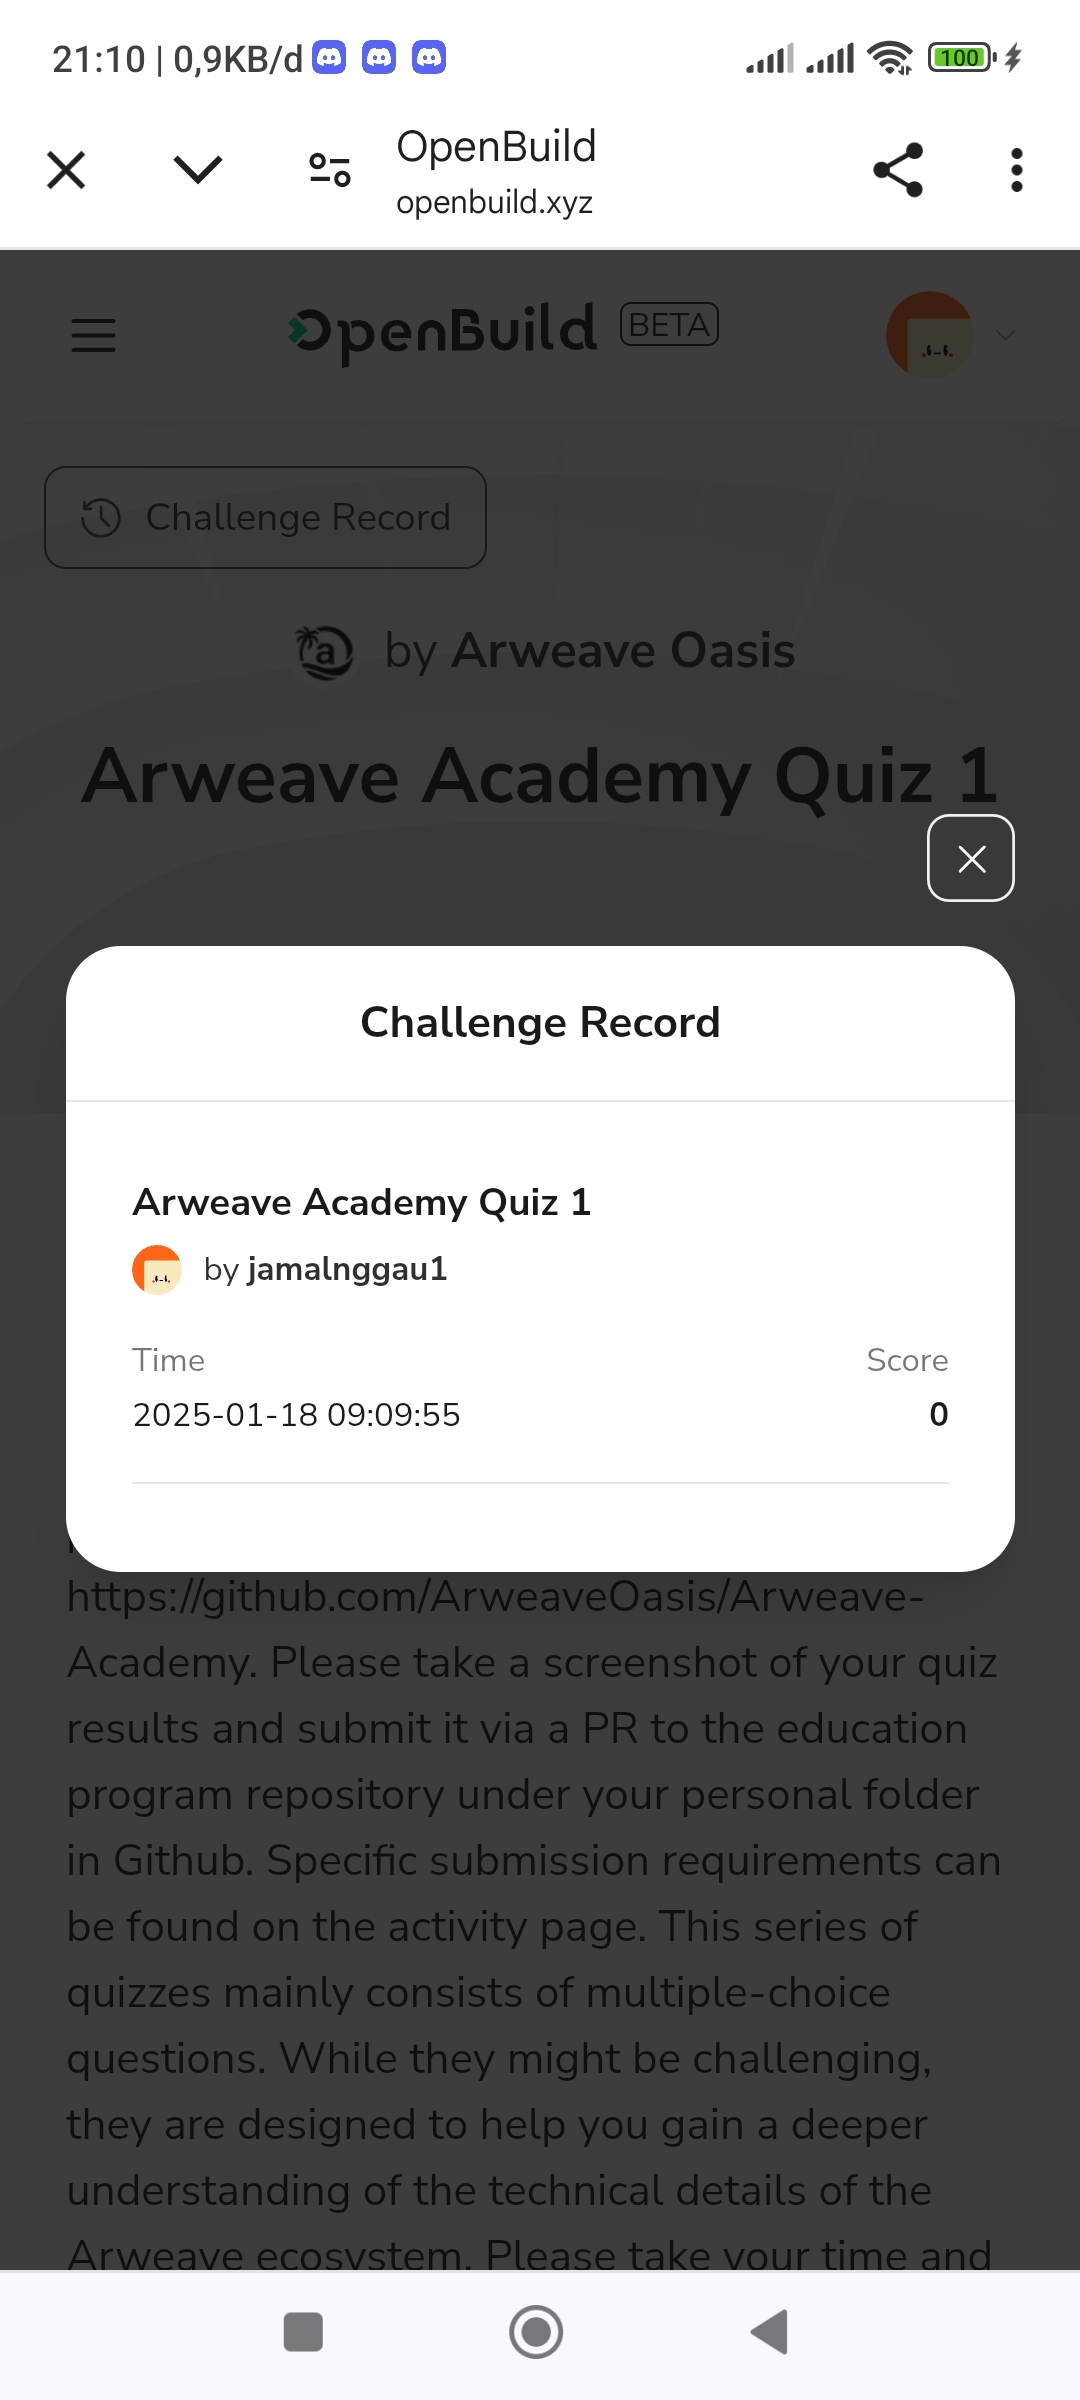 21:10 | 0,9KB/d
100
OpenBuild
openbuild.xyz
OpenBuild BETA
Challenge Record
by Arweave Oasis
Arweave Academy Quiz 1
Challenge Record
Arweave Academy Quiz 1
by jamalnggau1
Time Score
2025-01-18 09:09:55 0
https://github.com/ArweaveOasis/Arweave-
Academy. Please take a screenshot of your quiz
results and submit it via a PR to the education
program repository under your personal folder
in Github. Specific submission requirements can
be found on the activity page. This series of
quizzes mainly consists of multiple-choice
questions. While they might be challenging,
they are designed to help you gain a deeper
understanding of the technical details of the
Arweave ecosystem. Please take your time and